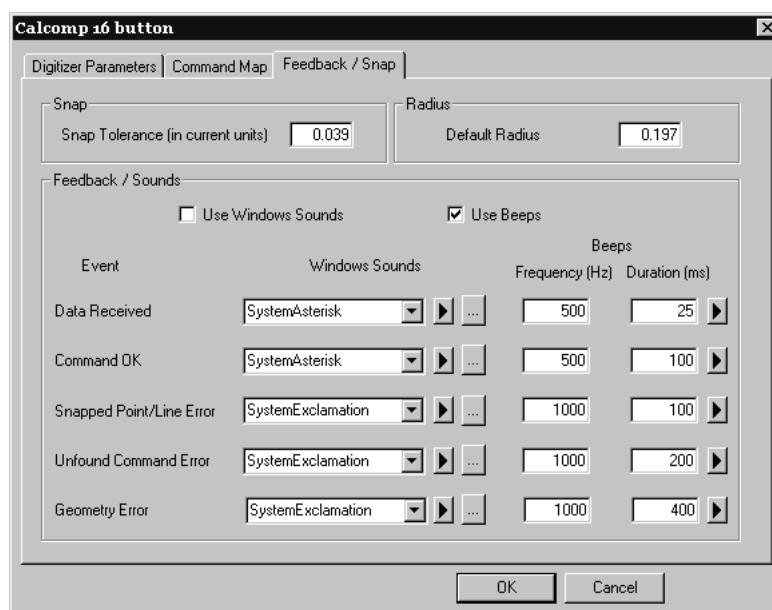 Calcomp 16 button
Digitizer Parameters Command Map Feedback / Snap
Snap Radius
Snap Tolerance (in current units) 0.039 Default Radius 0.197
Feedback / Sounds
Use Windows Sounds Use Beeps
Beeps
Event Windows Sounds Frequency (Hz) Duration (ms)
Data Received SystemAsterisk ... 500 25
Command OK SystemAsterisk ... 500 100
Snapped Point/Line Error SystemExclamation ... 1000 100
Unfound Command Error SystemExclamation ... 1000 200
Geometry Error SystemExclamation ... 1000 400
OK Cancel